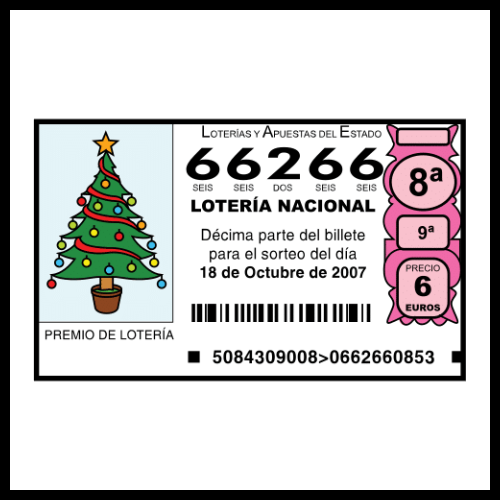 LOTERÍAS Y APUESTAS DEL ESTADO
66266
SEIS SEIS DOS SEIS SEIS
LOTERÍA NACIONAL
Décima parte del billete
para el sorteo del día
18 de Octubre de 2007
8ª
9ª
PRECIO
6
EUROS
PREMIO DE LOTERÍA
5084309008>0662660853